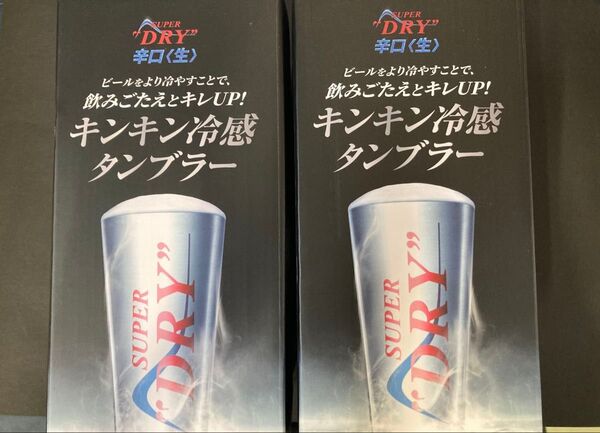 SUPER
"DRY"
辛口〈生〉
ビールをより冷やすことで、
飲みごたえとキレUP!
キンキン冷感
タンブラー
SUPER
"DRY"
SUPER
"DRY"
辛口〈生〉
ビールをより冷やすことで、
飲みごたえとキレUP!
キンキン冷感
タンブラー
SUPER
"DRY"